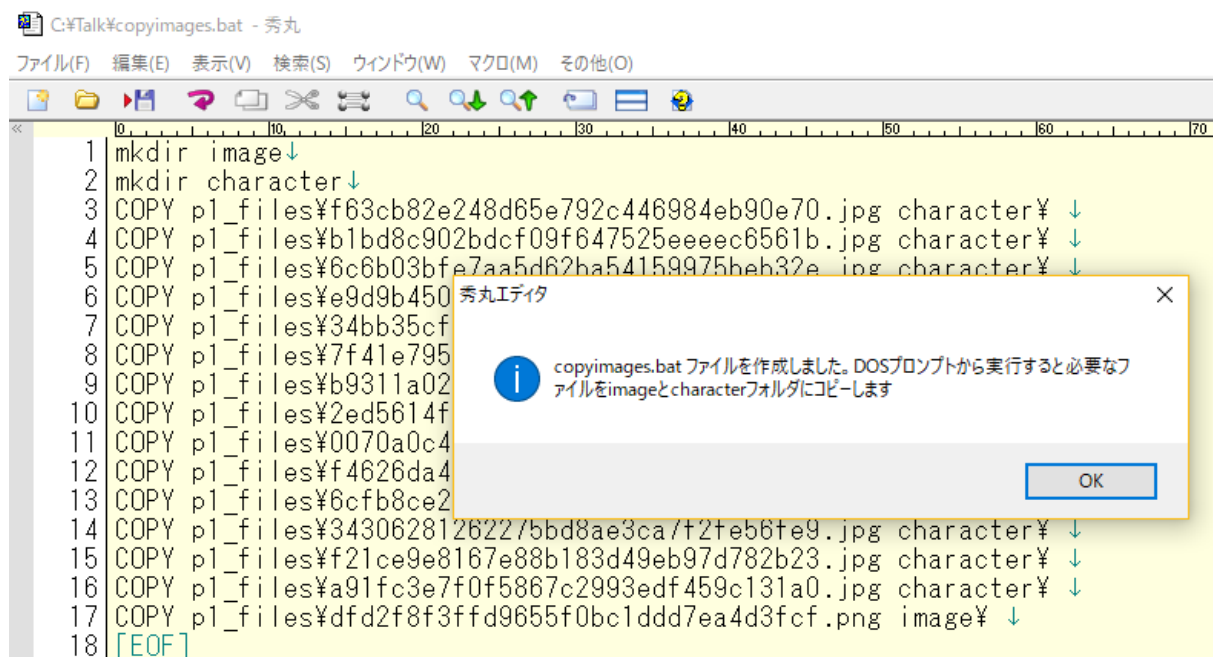 C:¥Talk¥copyimages.bat - 秀丸
ファイル(F) 編集(E) 表示(V) 検索(S) ウィンドウ(W) マクロ(M) その他(O)
0 10 20 30 40 50 60 70
1 mkdir image↓
2 mkdir character↓
3 COPY p1_files¥f63cb82e248d65e792c446984eb90e70.jpg character¥ ↓
4 COPY p1_files¥b1bd8c902bdcf09f647525eeeec6561b.jpg character¥ ↓
5 COPY p1_files¥6c6b03bfe7aa5d62ba54159975beb32e.jpg character¥ ↓
6 COPY p1_files¥e9d9b450
7 COPY p1_files¥34bb35cf
8 COPY p1_files¥7f41e795
9 COPY p1_files¥b9311a02
10 COPY p1_files¥2ed5614f
11 COPY p1_files¥0070a0c4
12 COPY p1_files¥f4626da4
13 COPY p1_files¥6cfb8ce2
14 COPY p1_files¥34306281262275bd8ae3ca7f2fe56fe9.jpg character¥ ↓
15 COPY p1_files¥f21ce9e8167e88b183d49eb97d782b23.jpg character¥ ↓
16 COPY p1_files¥a91fc3e7f0f5867c2993edf459c131a0.jpg character¥ ↓
17 COPY p1_files¥dfd2f8f3ffd9655f0bc1ddd7ea4d3fcf.png image¥ ↓
18 [EOF]
秀丸エディタ
copyimages.bat ファイルを作成しました。DOSプロンプトから実行すると必要なフ
ァイルをimageとcharacterフォルダにコピーします
OK